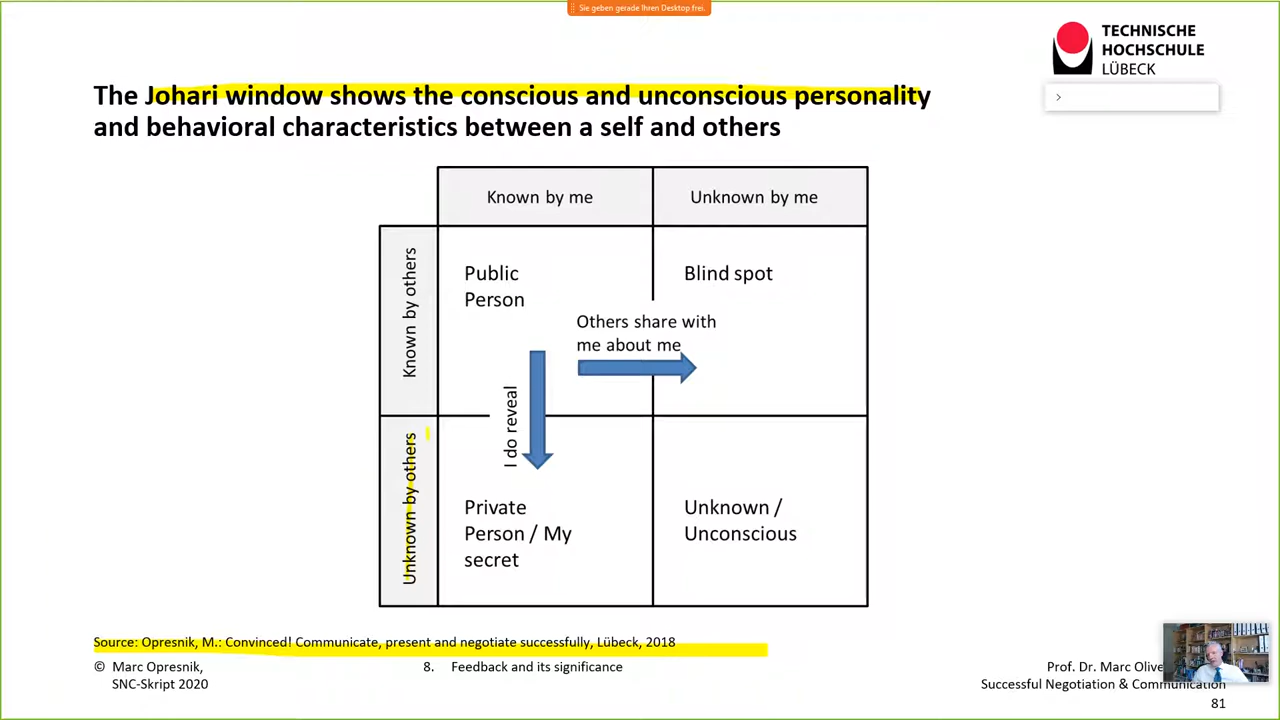 Sie geben gerade Ihren Desktop frei.
TECHNISCHE
HOCHSCHULE
LÜBECK
The Johari window shows the conscious and unconscious personality
and behavioral characteristics between a self and others
Known by me
Unknown by me
Known by others
Public
Person
Blind spot
Others share with
me about me
I do reveal
Unknown by others
Private
Person / My
secret
Unknown /
Unconscious
Source: Opresnik, M.: Convinced! Communicate, present and negotiate successfully, Lübeck, 2018
© Marc Opresnik,
SNC-Skript 2020
8. Feedback and its significance
Prof. Dr. Marc
Successful Negotiation & Communication
81